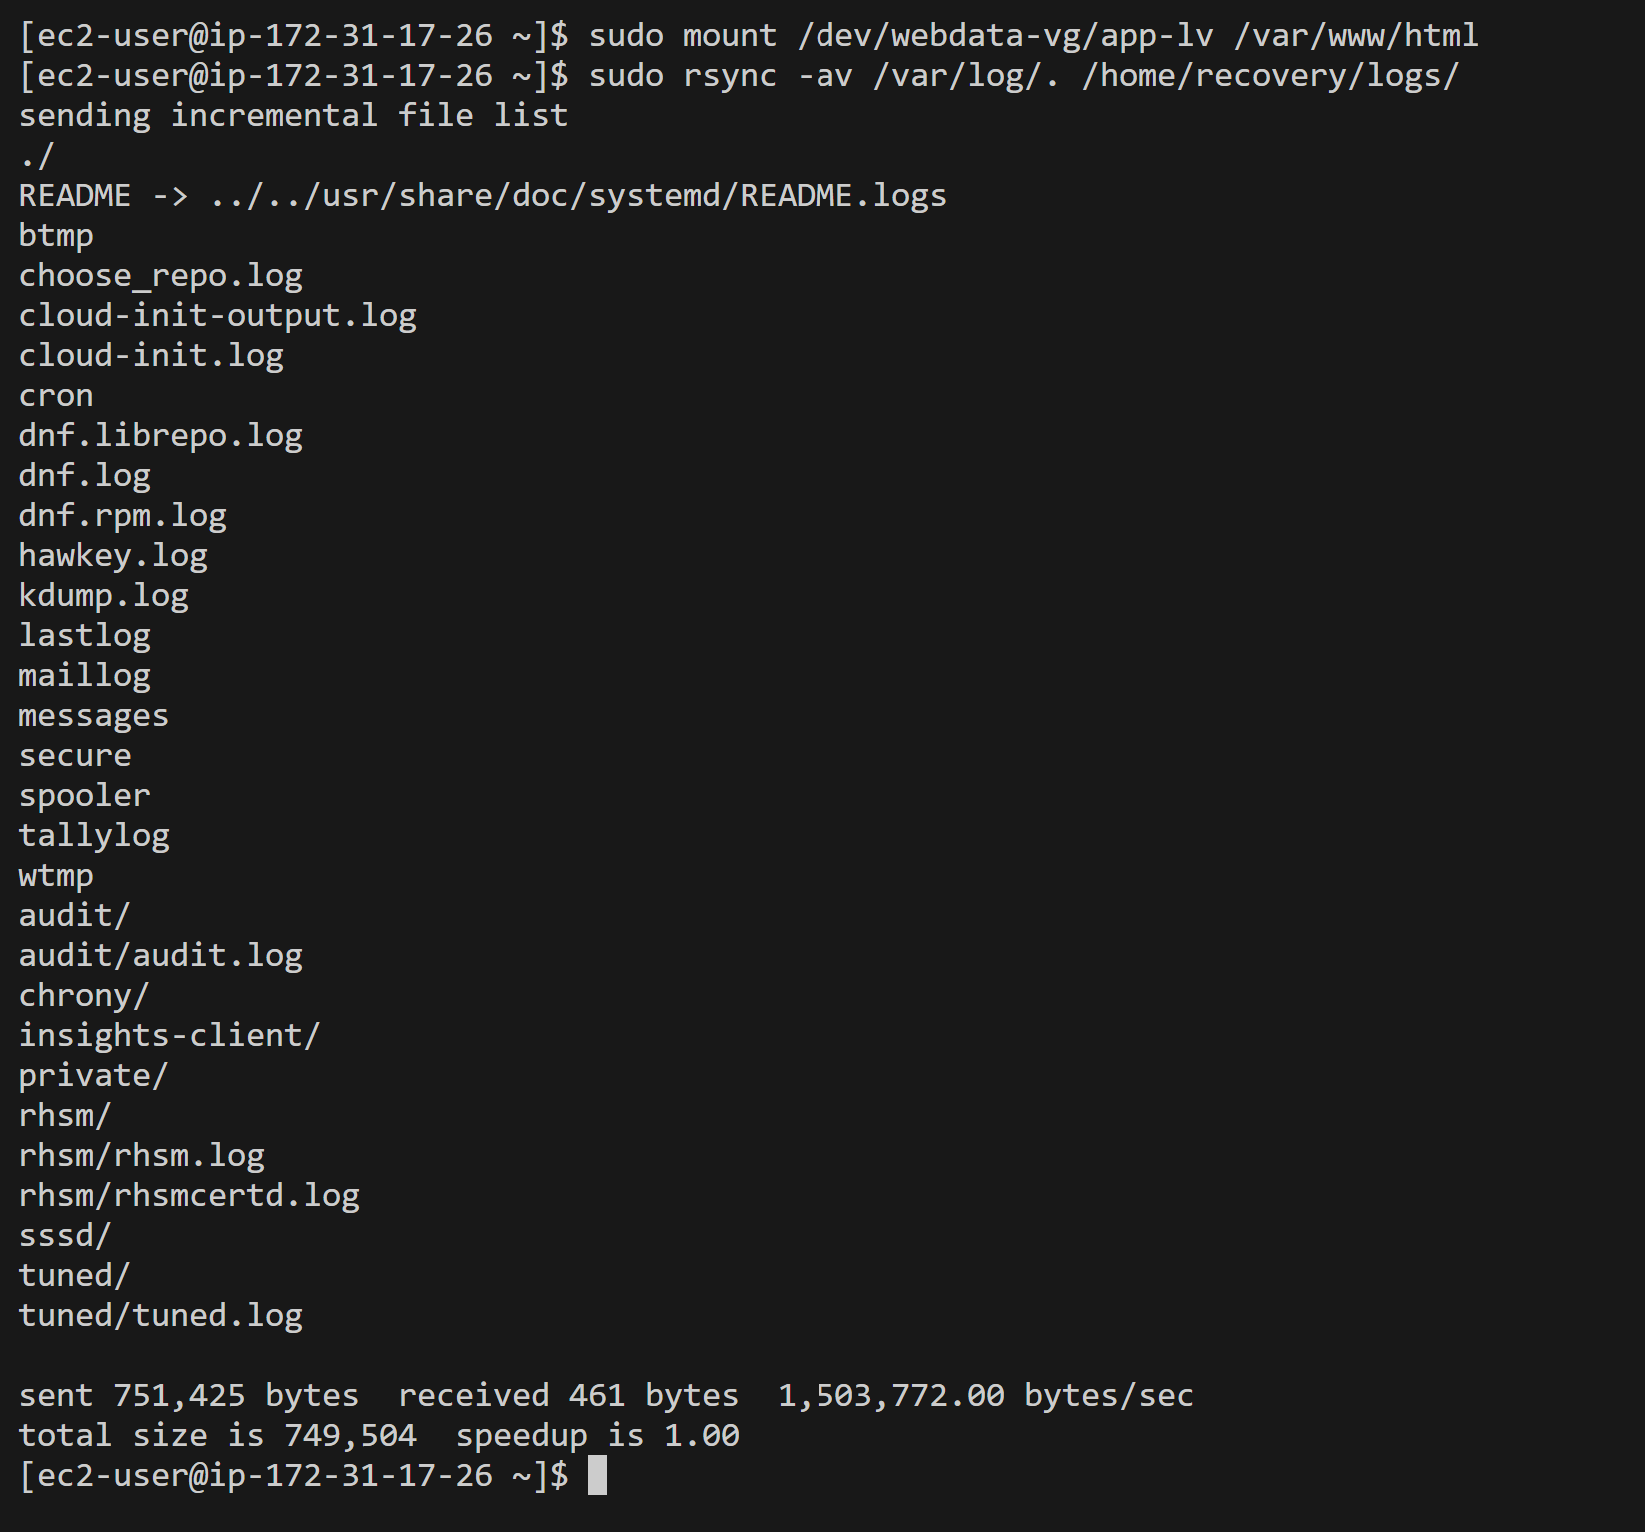 [ec2-user@ip-172-31-17-26 ~]$ sudo mount /dev/webdata-vg/app-lv /var/www/html
[ec2-user@ip-172-31-17-26 ~]$ sudo rsync -av /var/log/. /home/recovery/logs/
sending incremental file list
./
README -> ../../usr/share/doc/systemd/README.logs
btmp
choose_repo.log
cloud-init-output.log
cloud-init.log
cron
dnf.librepo.log
dnf.log
dnf.rpm.log
hawkey.log
kdump.log
lastlog
maillog
messages
secure
spooler
tallylog
wtmp
audit/
audit/audit.log
chrony/
insights-client/
private/
rhsm/
rhsm/rhsm.log
rhsm/rhsmcertd.log
sssd/
tuned/
tuned/tuned.log

sent 751,425 bytes  received 461 bytes  1,503,772.00 bytes/sec
total size is 749,504  speedup is 1.00
[ec2-user@ip-172-31-17-26 ~]$